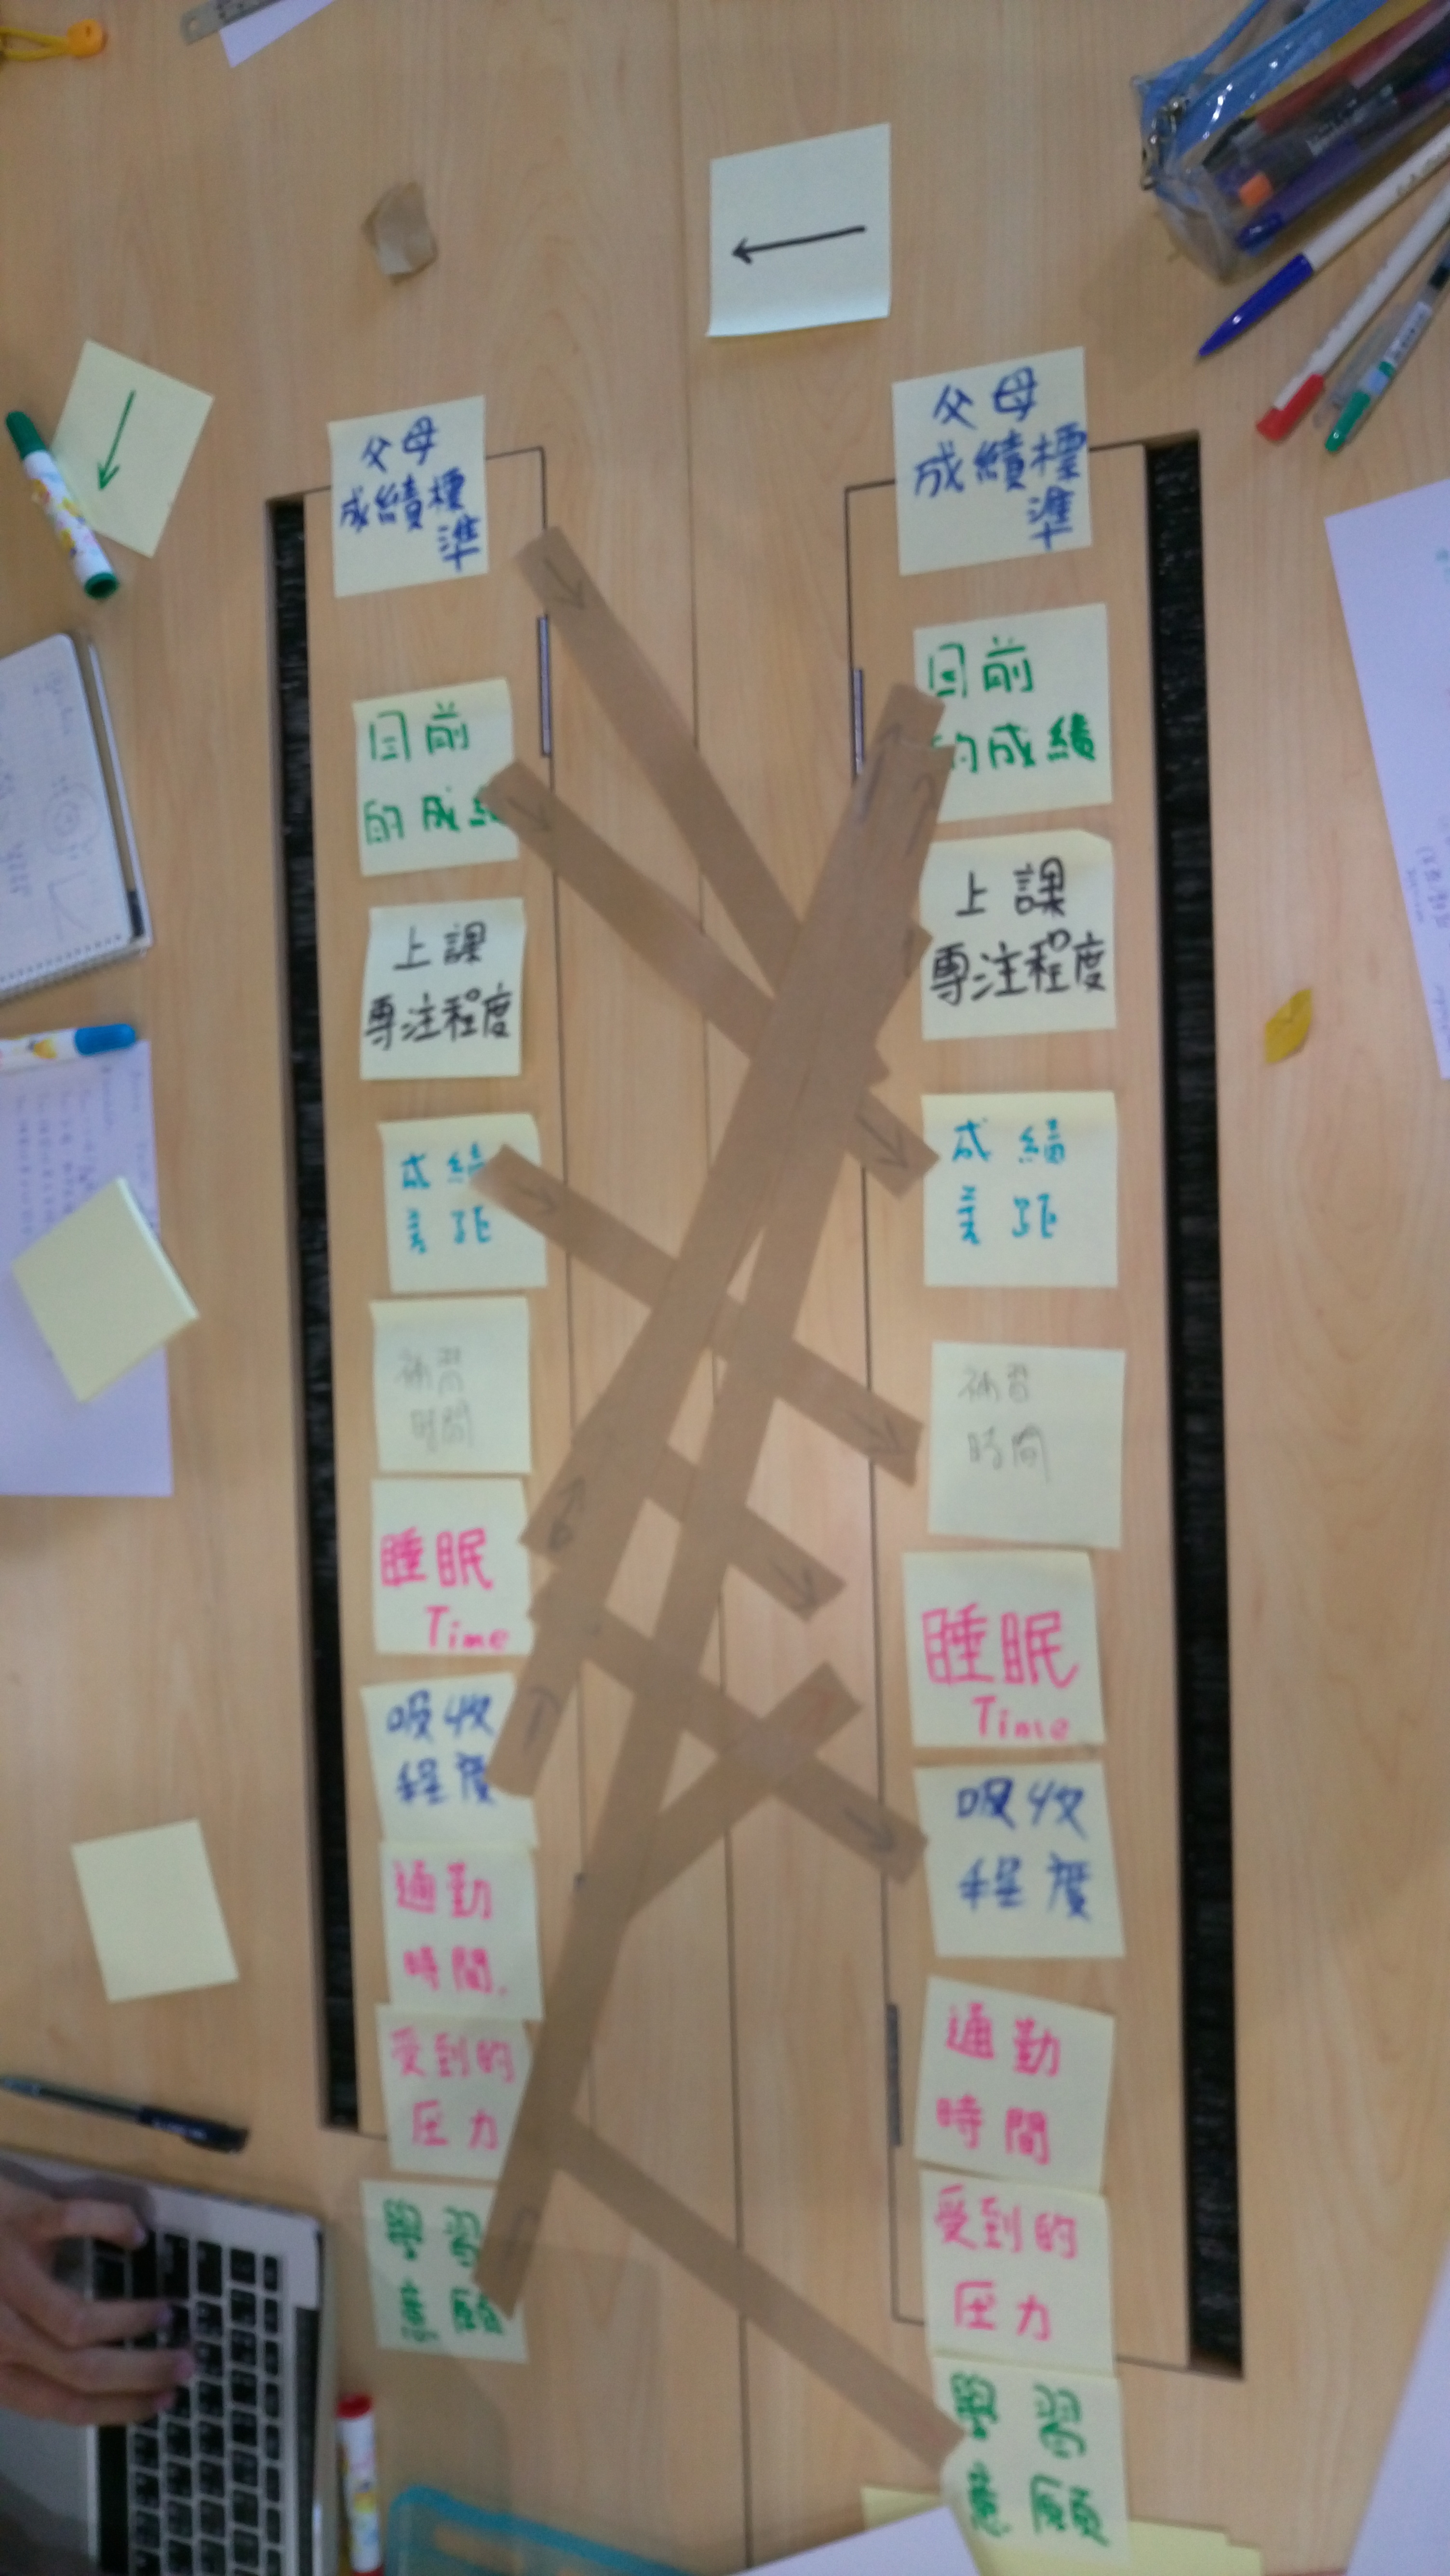 父母
成績標
準
目前
的成績
上課
專注程度
成績
差距
補習
時間
睡眠
Time
吸收
程度
通勤
時間.
受到的
壓力
學習
意願
父母
成績標
準
目前
的成績
上課
專注程度
成績
差距
補習
時間
睡眠
Time
吸收
程度
通勤
時間
受到的
壓力
學習
意願